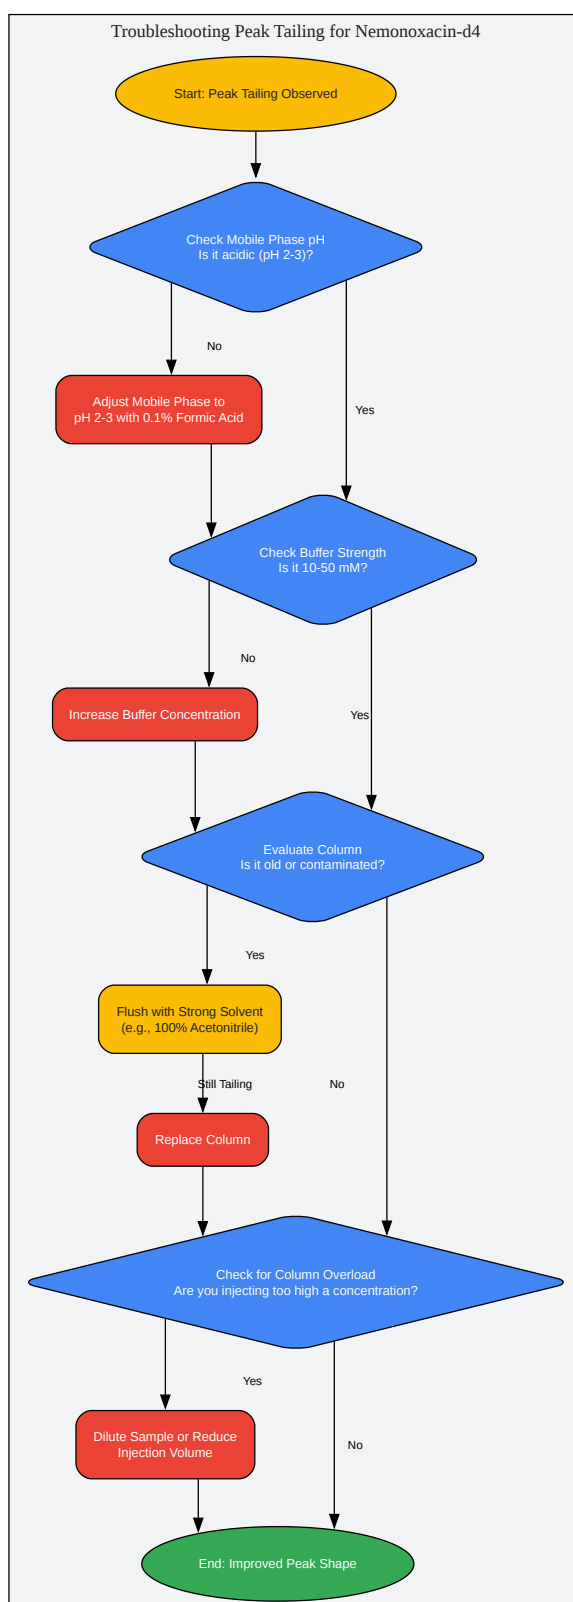 Troubleshooting Peak Tailing for Nemonoxacin-d4
Start: Peak Tailing Observed
Check Mobile Phase pH
Is it acidic (pH 2-3)?
No
Adjust Mobile Phase to
pH 2-3 with 0.1% Formic Acid
Yes
Check Buffer Strength
Is it 10-50 mM?
No
Increase Buffer Concentration
Yes
Evaluate Column
Is it old or contaminated?
Yes
Flush with Strong Solvent
(e.g., 100% Acetonitrile)
Still Tailing
No
Replace Column
Check for Column Overload
Are you injecting too high a concentration?
Yes
Dilute Sample or Reduce
Injection Volume
No
End: Improved Peak Shape